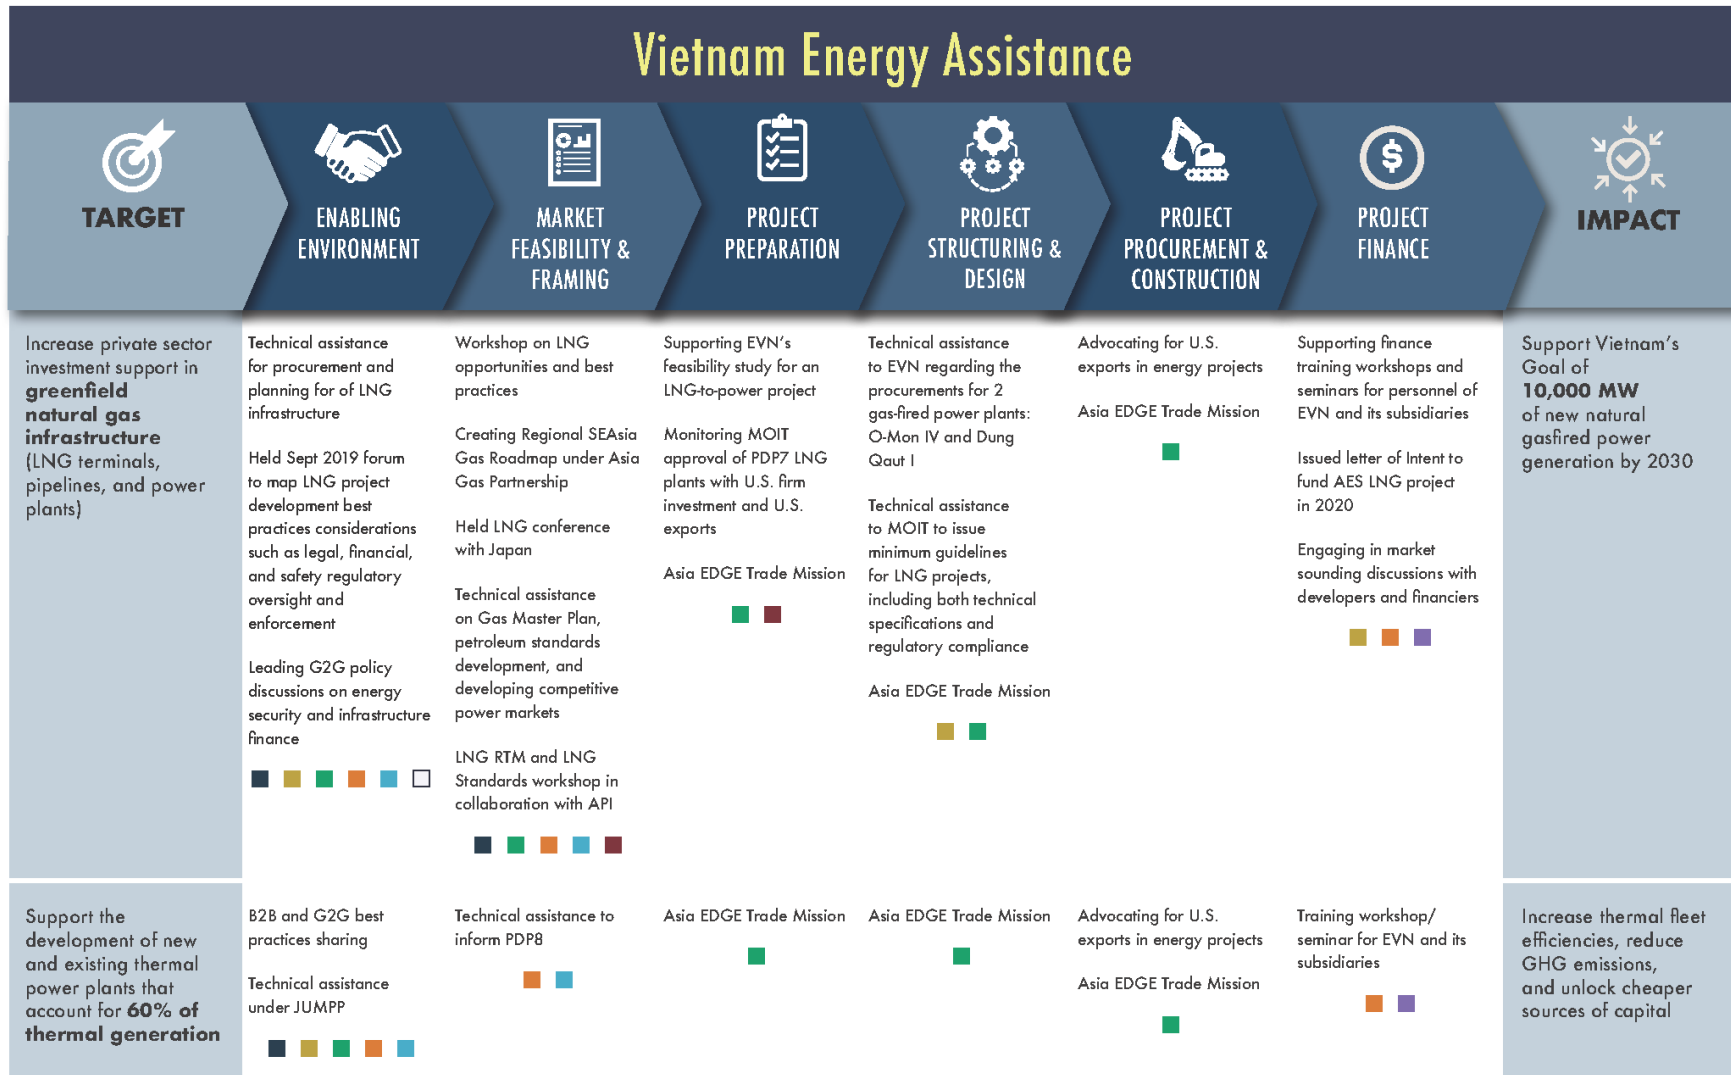 Vietnam Energy Assistance
TARGET
ENABLING
ENVIRONMENT
MARKET
FEASIBILITY &
FRAMING
PROJECT
PREPARATION
PROJECT
STRUCTURING &
DESIGN
PROJECT
PROCUREMENT &
CONSTRUCTION
PROJECT
FINANCE
IMPACT
Increase private sector
investment support in
greenfield
natural gas
infrastructure
(LNG terminals,
pipelines, and power
plants)
Technical assistance
for procurement and
planning for of LNG
infrastructure
Held Sept 2019 forum
to map LNG project
development best
practices considerations
such as legal, financial,
and safety regulatory
oversight and
enforcement
Leading G2G policy
discussions on energy
security and infrastructure
finance
Workshop on LNG
opportunities and best
practices
Creating Regional SEAsia
Gas Roadmap under Asia
Gas Partnership
Held LNG conference
with Japan
Technical assistance
on Gas Master Plan,
petroleum standards
development, and
developing competitive
power markets
LNG RTM and LNG
Standards workshop in
collaboration with API
Supporting EVN's
feasibility study for an
LNG-to-power project
Monitoring MOIT
approval of PDP7 LNG
plants with U.S. firm
investment and U.S.
exports
Asia EDGE Trade Mission
Technical assistance
to EVN regarding the
procurements for 2
gas-fired power plants:
O-Mon IV and Dung
Qaut I
Technical assistance
to MOIT to issue
minimum guidelines
for LNG projects,
including both technical
specifications and
regulatory compliance
Asia EDGE Trade Mission
Advocating for U.S.
exports in energy projects
Asia EDGE Trade Mission
Supporting finance
training workshops and
seminars for personnel of
EVN and its subsidiaries
Issued letter of Intent to
fund AES LNG project
in 2020
Engaging in market
sounding discussions with
developers and financiers
Support Vietnam's
Goal of
10,000 MW
of new natural
gasfired power
generation by 2030
Support the
development of new
and existing thermal
power plants that
account for 60% of
thermal generation
B2B and G2G best
practices sharing
Technical assistance
under JUMPP
Technical assistance to
inform PDP8
Asia EDGE Trade Mission
Asia EDGE Trade Mission
Advocating for U.S.
exports in energy projects
Asia EDGE Trade Mission
Training workshop/
seminar for EVN and its
subsidiaries
Increase thermal fleet
efficiencies, reduce
GHG emissions,
and unlock cheaper
sources of capital